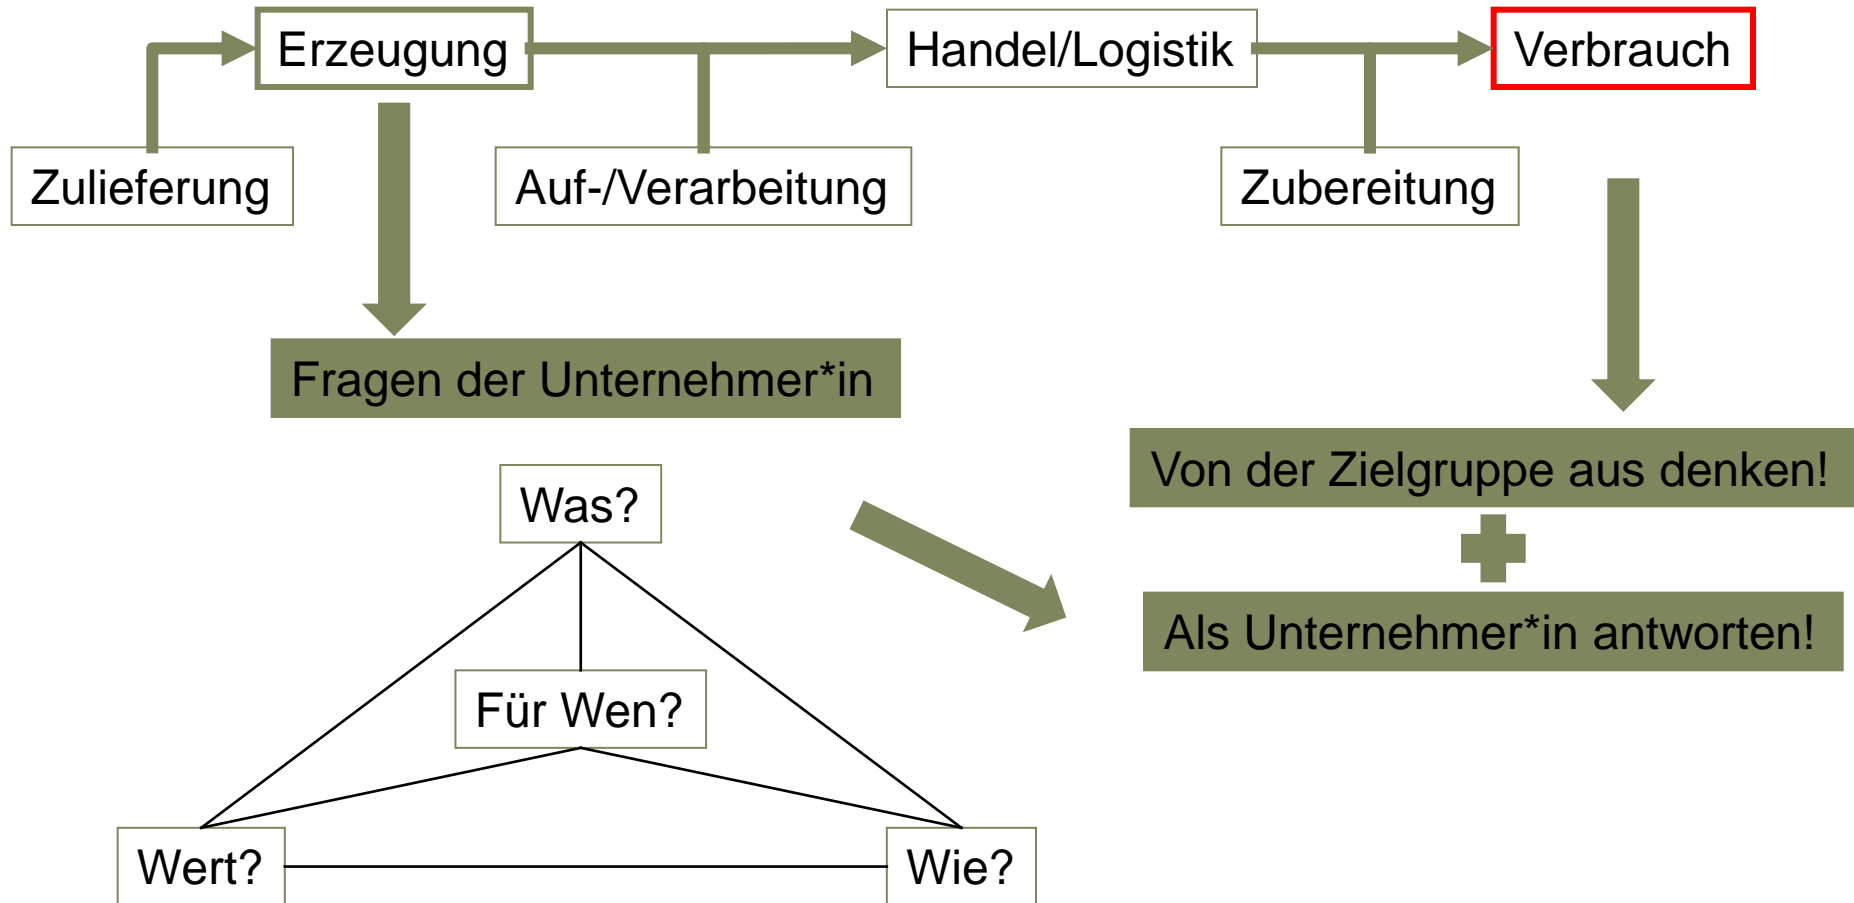 Erzeugung
Handel/Logistik
Verbrauch
Zulieferung
Auf-/Verarbeitung
Zubereitung
Fragen der Unternehmer*in
Von der Zielgruppe aus denken!
Was?
Als Unternehmer*in antworten!
Für Wen?
Wert?
Wie?